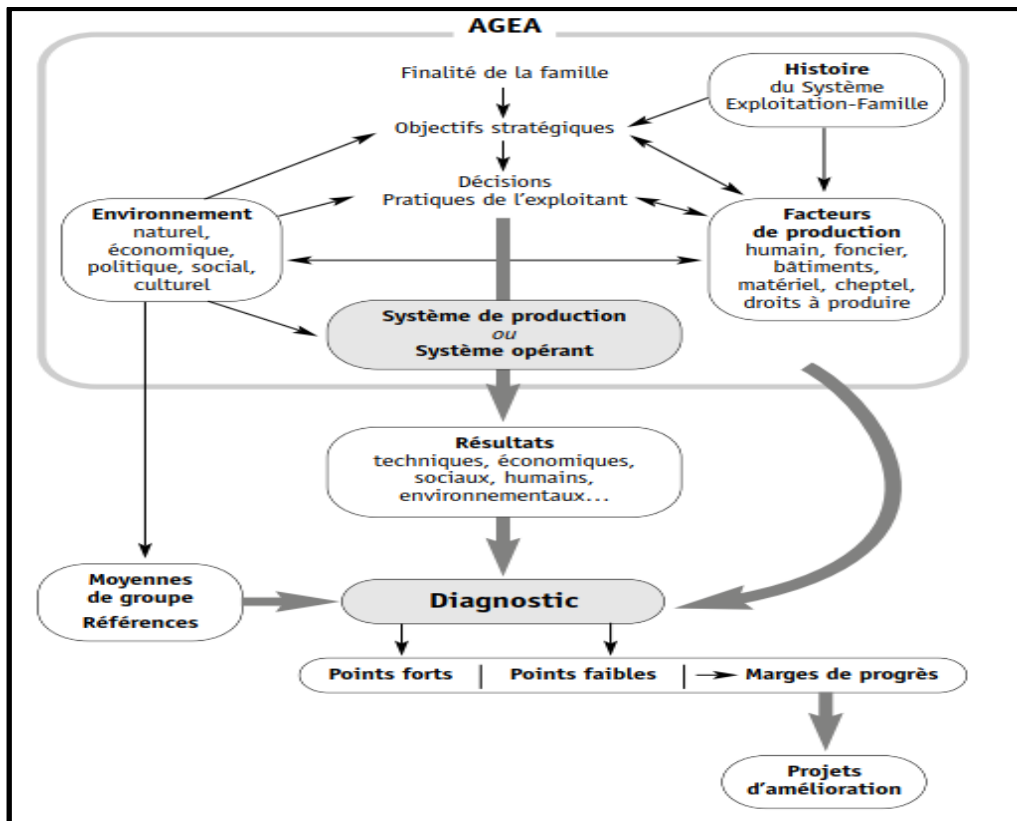 AGEA
Finalité de la famille
Histoire
du Système
Exploitation-Famille
Objectifs stratégiques
Décisions
Pratiques de l'exploitant
Environnement
naturel,
économique,
politique, social,
culturel
Facteurs
de production
humain, foncier,
bâtiments,
matériel, cheptel,
droits à produire
Système de production
ou
Système opérant
Résultats
techniques, économiques,
sociaux, humains,
environnementaux...
Moyennes
de groupe
Références
Diagnostic
Points forts | Points faibles | Marges de progrès
Projets
d'amélioration